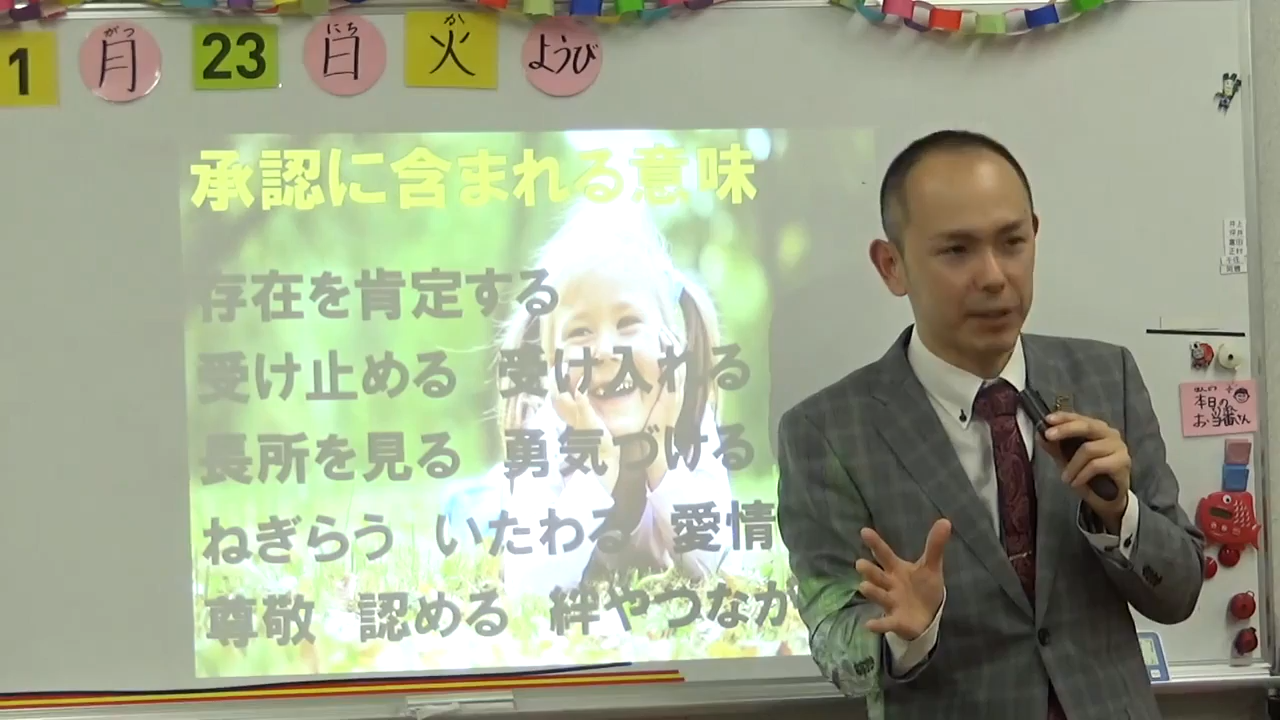 1 月 23 日 火 ようび
がつ にち か
承認に含まれる意味
存在を肯定する
受け止める 受け入れる
長所を見る 勇気づける
ねぎらう いたわる 愛情
尊敬 認める 絆やつなが
本日の
お当番さん